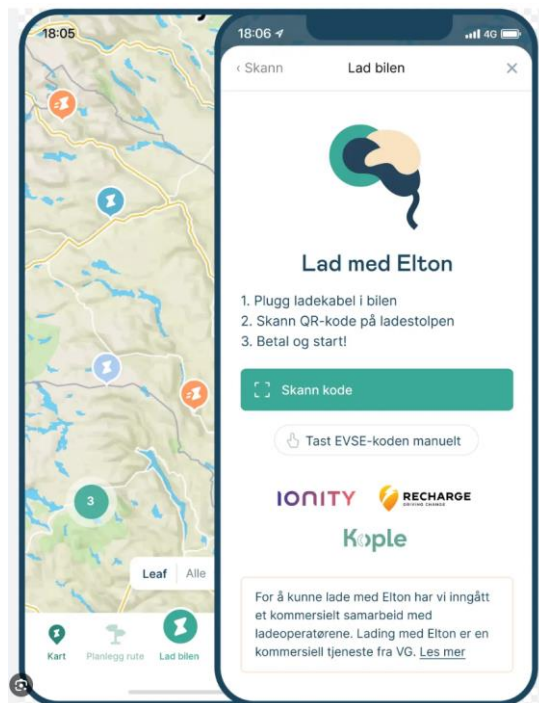 18:05
3
Leaf Alle
Kart Planlegg rute Lad bilen
18:06 4G
‹ Skann Lad bilen ×
Lad med Elton
1. Plugg ladekabel i bilen
2. Skann QR-kode på ladestolpen
3. Betal og start!
Skann kode
Tast EVSE-koden manuelt
IONITY RECHARGE
DRIVING CHANGE
Kople
For å kunne lade med Elton har vi inngått
et kommersielt samarbeid med
ladeoperatørene. Lading med Elton er en
kommersiell tjeneste fra VG. Les mer